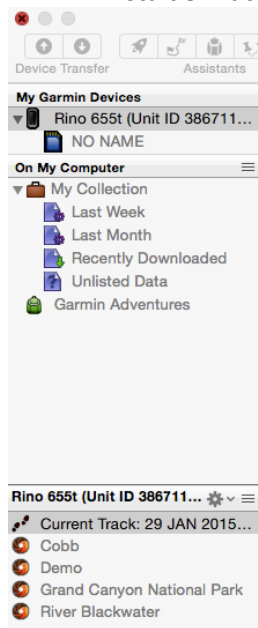 Device Transfer Assistants
My Garmin Devices
Rino 655t (Unit ID 386711...
NO NAME
On My Computer
My Collection
Last Week
Last Month
Recently Downloaded
Unlisted Data
Garmin Adventures
Rino 655t (Unit ID 386711...
Current Track: 29 JAN 2015...
Cobb
Demo
Grand Canyon National Park
River Blackwater